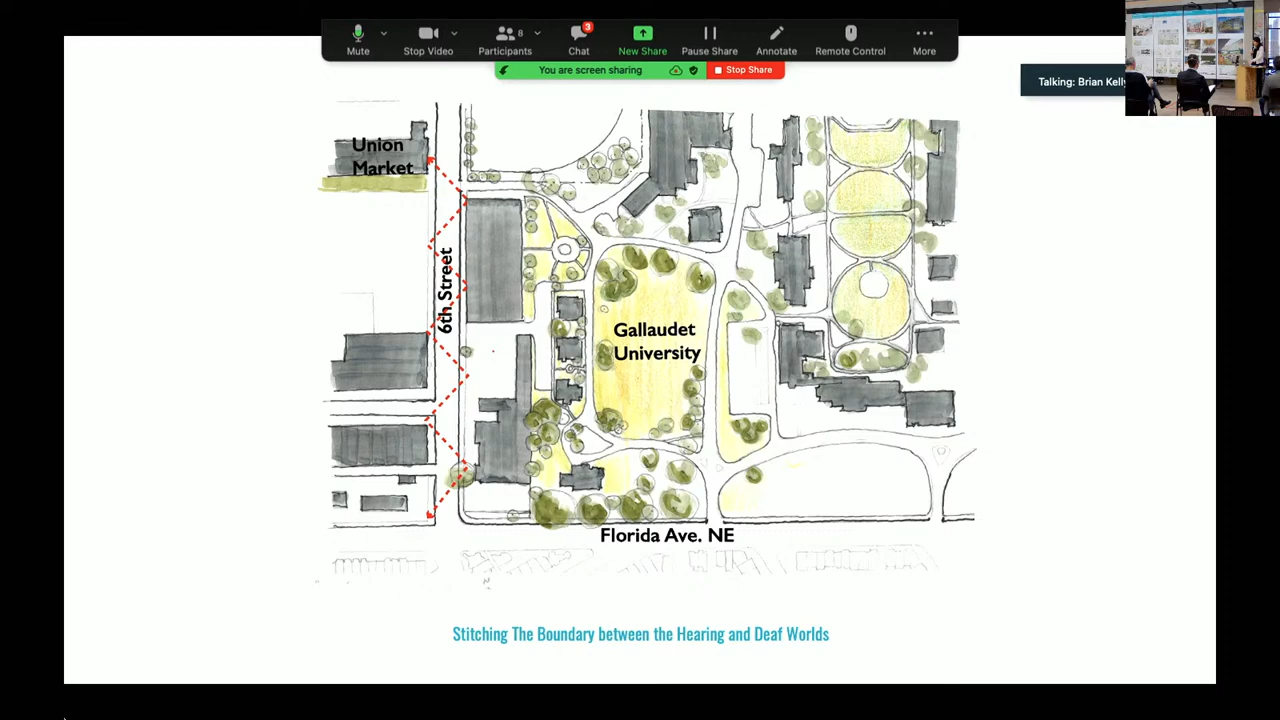 Mute
Stop Video
Participants
8
Chat
3
New Share
Pause Share
Annotate
Remote Control
More
You are screen sharing
Stop Share
Talking: Brian Kelly
Union
Market
6th Street
Gallaudet
University
Florida Ave. NE
Stitching The Boundary between the Hearing and Deaf Worlds